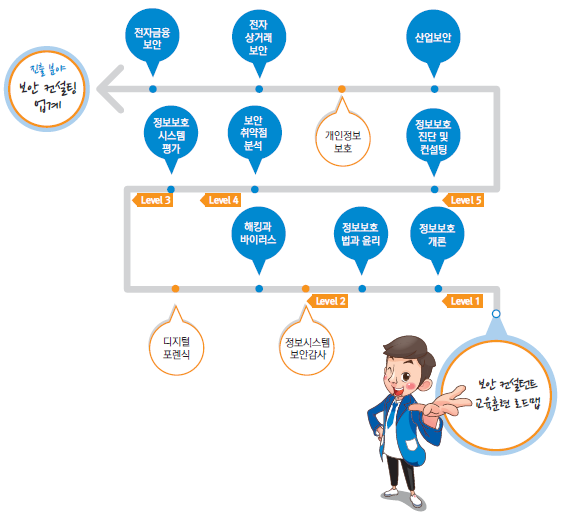 전자금융
보안
전자
상거래
보안
산업보안
진출 분야
보안 컨설팅
업계
개인정보
보호
정보보호
시스템
평가
보안
취약점
분석
정보보호
진단 및
컨설팅
Level 3
Level 4
Level 5
해킹과
바이러스
정보보호
법과 윤리
정보보호
개론
Level 2
Level 1
디지털
포렌식
정보시스템
보안감사
보안 컨설턴트
교육훈련 로드맵